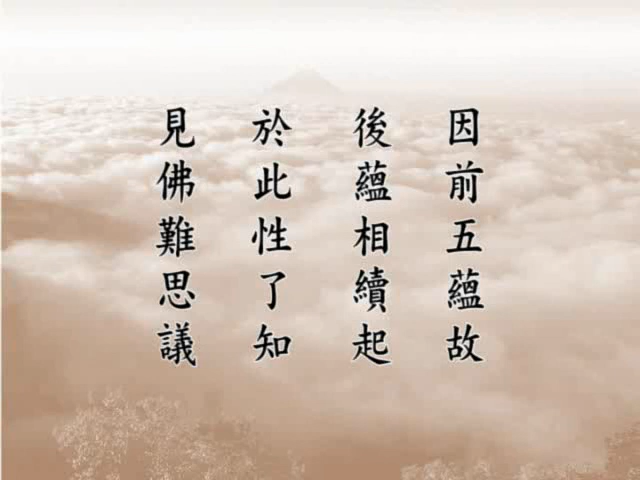 因前五蘊故
後蘊相續起
於此性了知
見佛難思議